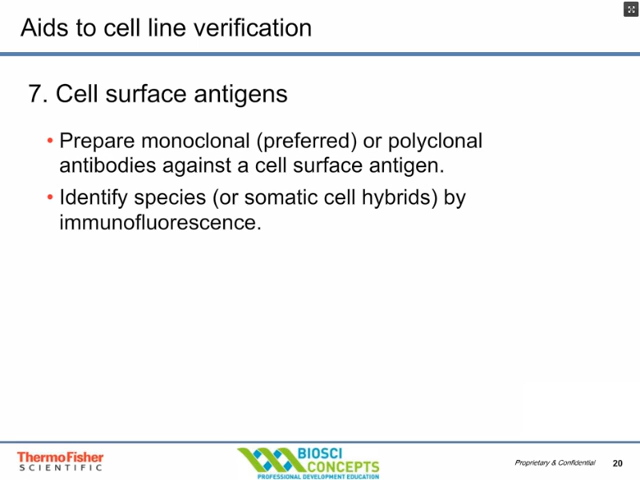 Aids to cell line verification
7. Cell surface antigens
• Prepare monoclonal (preferred) or polyclonal
antibodies against a cell surface antigen.
• Identify species (or somatic cell hybrids) by
immunofluorescence.
ThermoFisher
SCIENTIFIC
BIOSCI
CONCEPTS
PROFESSIONAL DEVELOPMENT EDUCATION
Proprietary & Confidential
20